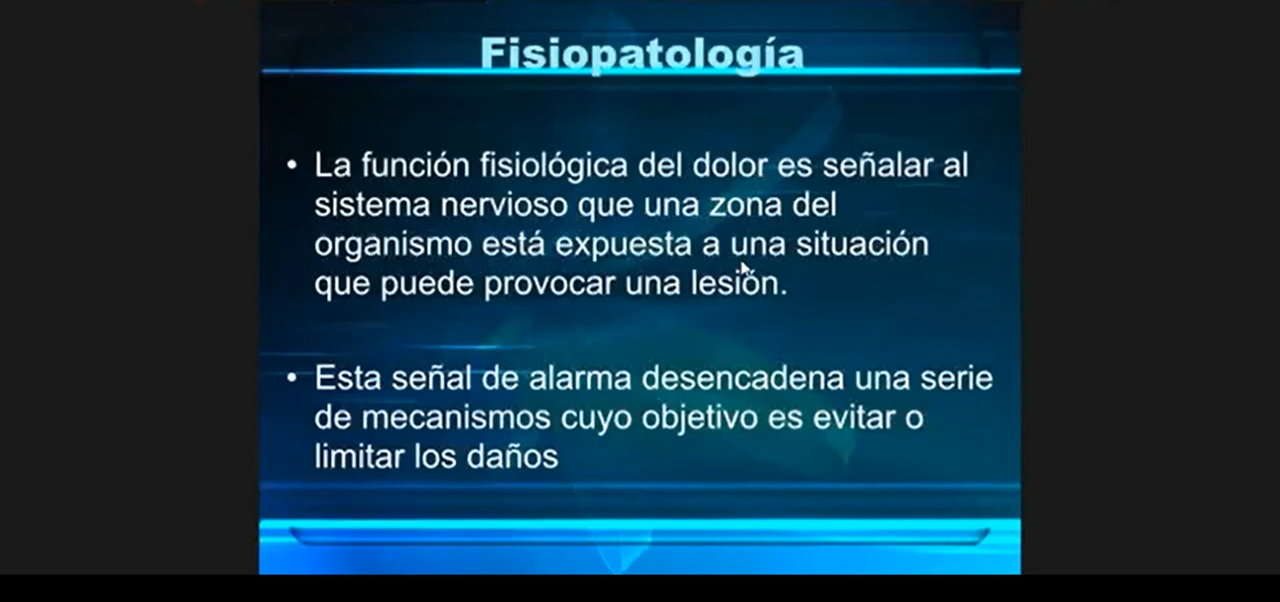 Fisiopatología
• La función fisiológica del dolor es señalar al
sistema nervioso que una zona del
organismo está expuesta a una situación
que puede provocar una lesión.
• Esta señal de alarma desencadena una serie
de mecanismos cuyo objetivo es evitar o
limitar los daños